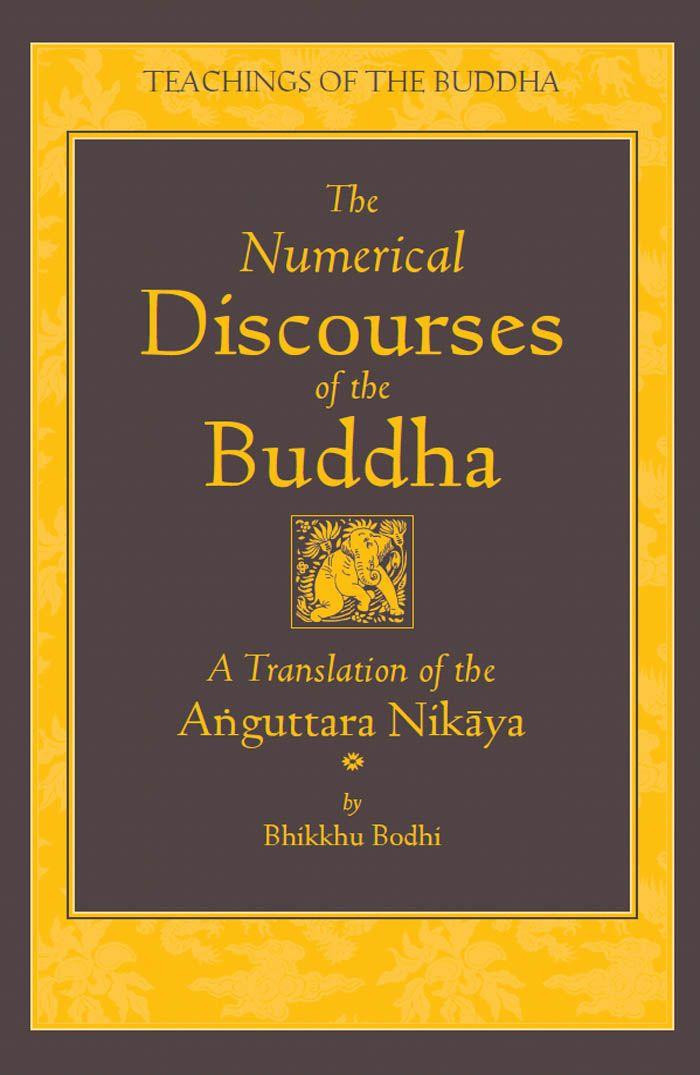 TEACHINGS OF THE BUDDHA
The
Numerical
Discourses
of the
Buddha
A Translation of the
Aṅguttara Nikāya
by
Bhikkhu Bodhi